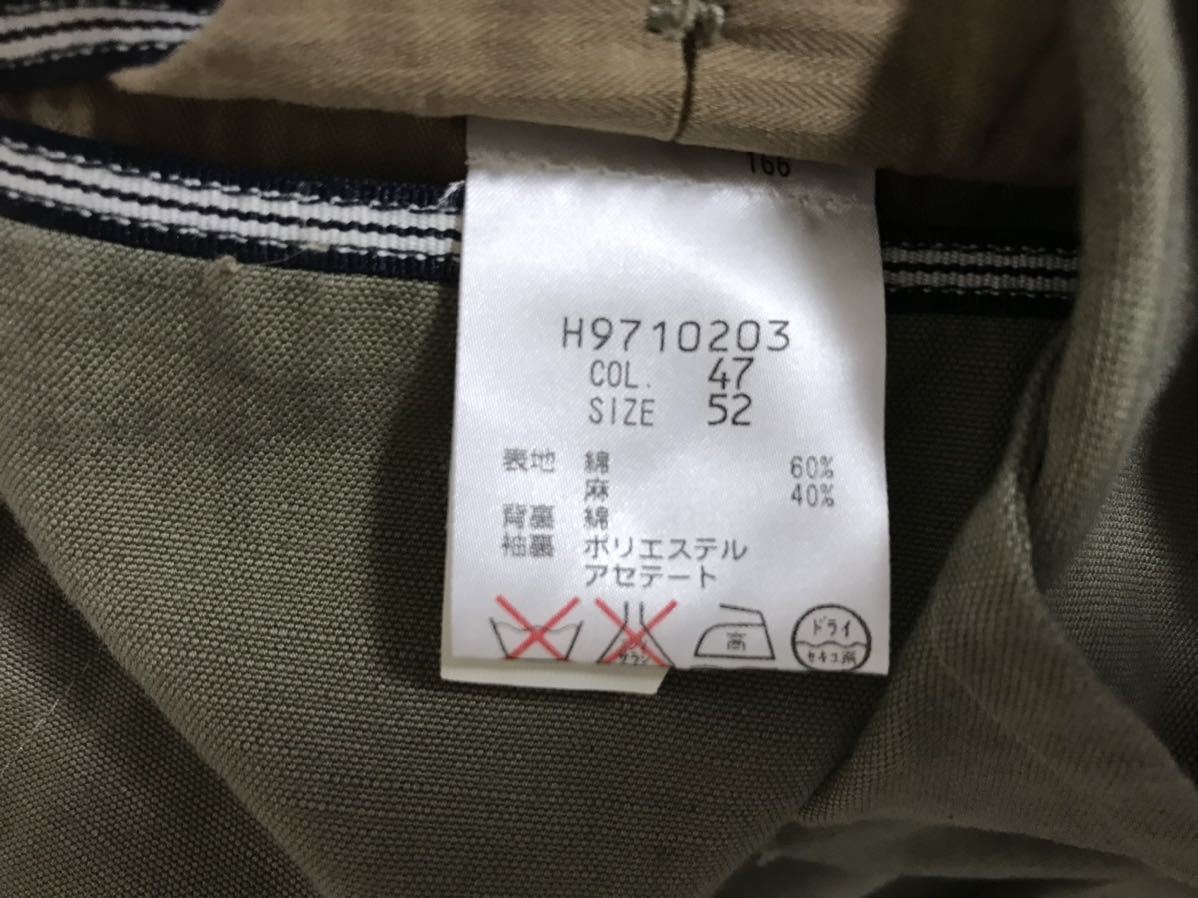 166
H9710203
COL. 47
SIZE 52
表地 綿 60%
麻 40%
背裏 綿
袖裏 ポリエステル
アセテート
高
ドライ
セキユ系